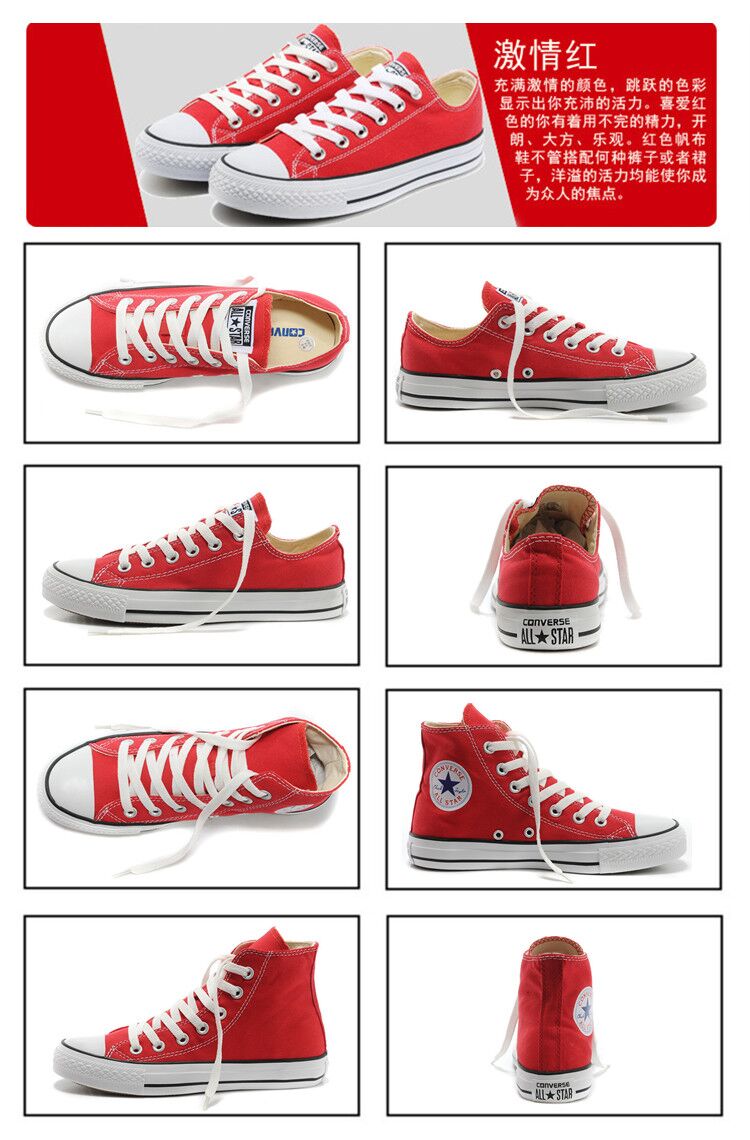 激情红
充满激情的颜色，跳跃的色彩
显示出你充沛的活力。喜爱红
色的你有着用不完的精力，开
朗、大方、乐观。红色帆布
鞋不管搭配何种裤子或者裙
子，洋溢的活力均能使你成
为众人的焦点。
CONVERSE
ALL★STAR
CONVERSE
CONVERSE
ALL★STAR
CONVERSE
ALL STAR
CONVERSE
ALL★STAR